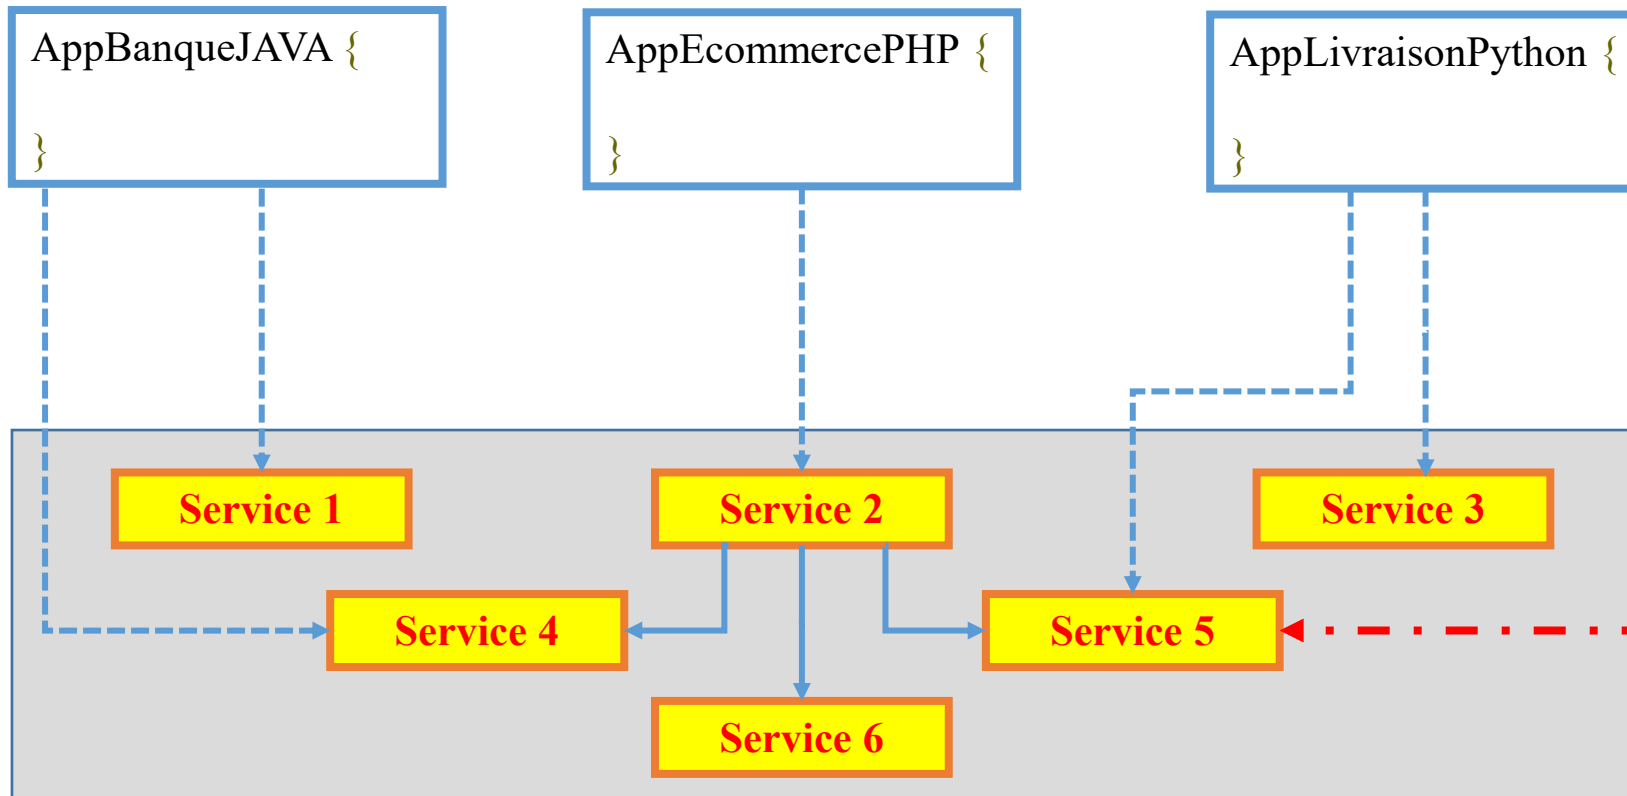 AppBanqueJAVA {
}
AppEcommercePHP {
}
AppLivraisonPython {
}
Service 1
Service 2
Service 3
Service 4
Service 5
Service 6